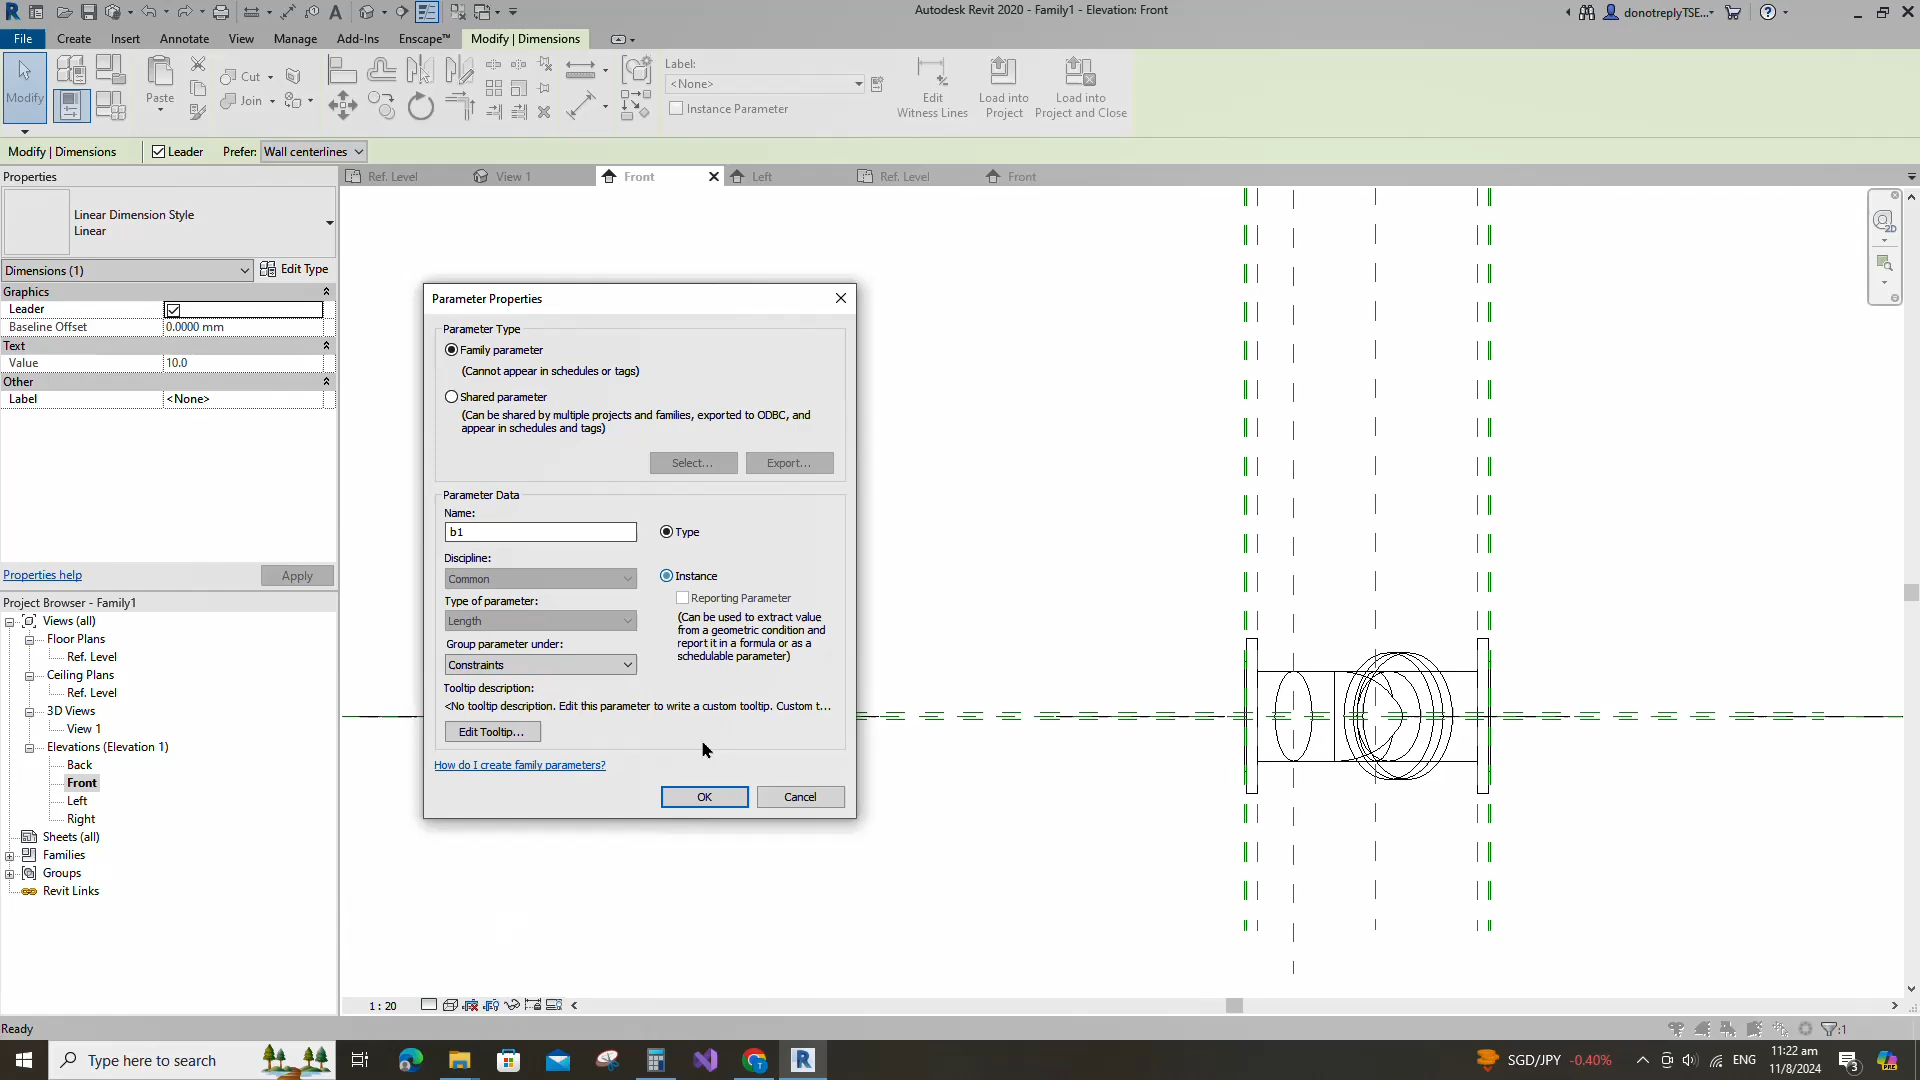 Autodesk Revit 2020 - Family1 - Elevation: Front
donotreplyTSE...
File Create Insert Annotate View Manage Add-Ins Enscape™ Modify | Dimensions
Modify
Paste
Cut
Join
Label:
<None>
Instance Parameter
Edit Witness Lines
Load into Project
Load into Project and Close
Modify | Dimensions Leader Prefer: Wall centerlines
Properties
Ref. Level View 1 Front Left Ref. Level Front
Linear Dimension Style
Linear
Dimensions (1) Edit Type
Graphics
Leader
Baseline Offset 0.0000 mm
Text
Value 10.0
Other
Label <None>
Properties help Apply
Project Browser - Family1
Views (all)
Floor Plans
Ref. Level
Ceiling Plans
Ref. Level
3D Views
View 1
Elevations (Elevation 1)
Back
Front
Left
Right
Sheets (all)
Families
Groups
Revit Links
Parameter Properties
Parameter Type
Family parameter
(Cannot appear in schedules or tags)
Shared parameter
(Can be shared by multiple projects and families, exported to ODBC, and
appear in schedules and tags)
Select... Export...
Parameter Data
Name:
b1
Type
Discipline:
Common
Instance
Type of parameter:
Reporting Parameter
Length
(Can be used to extract value
from a geometric condition and
report it in a formula or as a
schedulable parameter)
Group parameter under:
Constraints
Tooltip description:
<No tooltip description. Edit this parameter to write a custom tooltip. Custom t...
Edit Tooltip...
How do I create family parameters?
OK Cancel
2D
1 : 20
Ready
:1
Type here to search
SGD/JPY -0.40%
ENG
11:22 am
11/8/2024
3
PRE